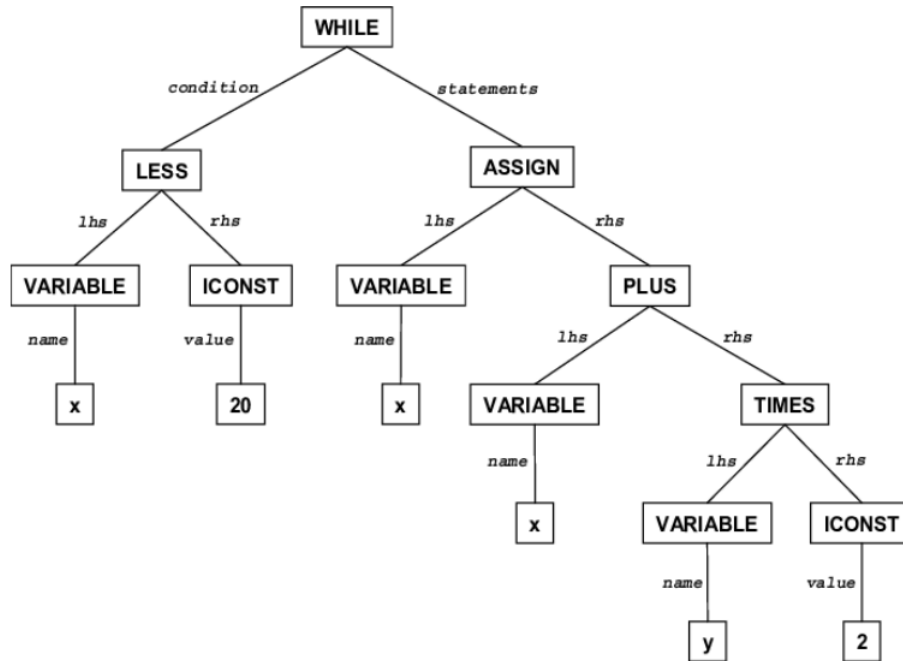 WHILE
condition statements
LESS ASSIGN
lhs rhs lhs rhs
VARIABLE ICONST VARIABLE PLUS
name value name lhs rhs
x 20 x VARIABLE TIMES
name lhs rhs
x VARIABLE ICONST
name value
y 2